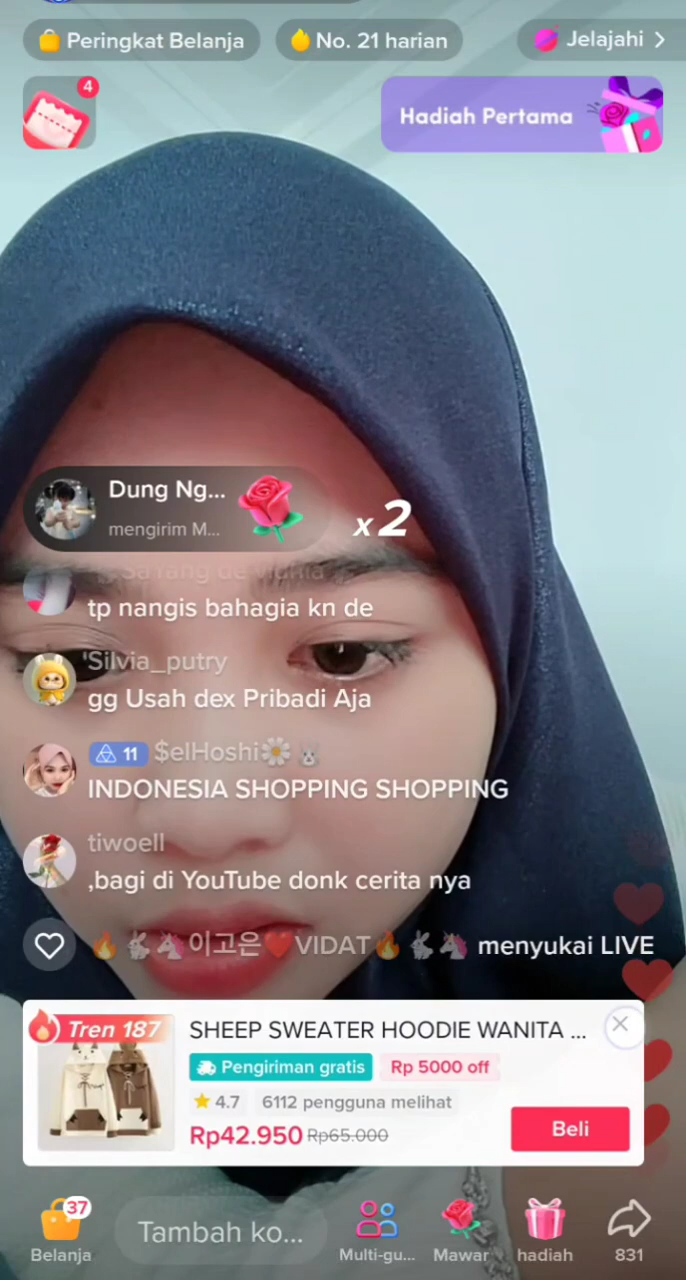 Peringkat Belanja
No. 21 harian
Jelajahi >
4
Hadiah Pertama
Dung Ng...
mengirim M...
x2
tp nangis bahagia kn de
Silvia_putry
gg Usah dex Pribadi Aja
11 $elHoshi🌼🐰
INDONESIA SHOPPING SHOPPING
tiwoell
,bagi di YouTube donk cerita nya
🔥🐇🦄이고은❤️VIDAT🔥🐇🦄 menyukai LIVE
Tren 187
SHEEP SWEATER HOODIE WANITA ...
Pengiriman gratis
Rp 5000 off
4.7
6112 pengguna melihat
Rp42.950 Rp65.000
Beli
37
Belanja
Tambah ko...
Multi-gu...
Mawar
hadiah
831